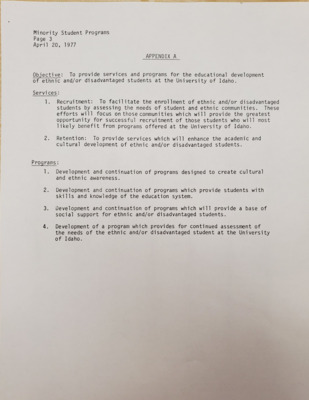 Minority Student Programs
Page 3
April 20, 1977
APPENDIX A
Objective: To provide services and programs for the educational development
of ethnic and/or disadvantaged students at the University of Idaho.
Services:
1. Recruitment: To facilitate the enrollment of ethnic and/or disadvantaged
students by assessing the needs of student and ethnic communities. These
efforts will focus on those communities which will provide the greatest
opportunity for successful recruitment of those students who will most
likely benefit from programs offered at the University of Idaho.
2. Retention: To provide services which will enhance the academic and
cultural development of ethnic and/or disadvantaged students.
Programs:
1. Development and continuation of programs designed to create cultural
and ethnic awareness.
2. Development and continuation of programs which provide students with
skills and knowledge of the education system.
3. Development and continuation of programs which will provide a base of
social support for ethnic and/or disadvantaged students.
4. Development of a program which provides for continued assessment of
the needs of the ethnic and/or disadvantaged student at the University
of Idaho.